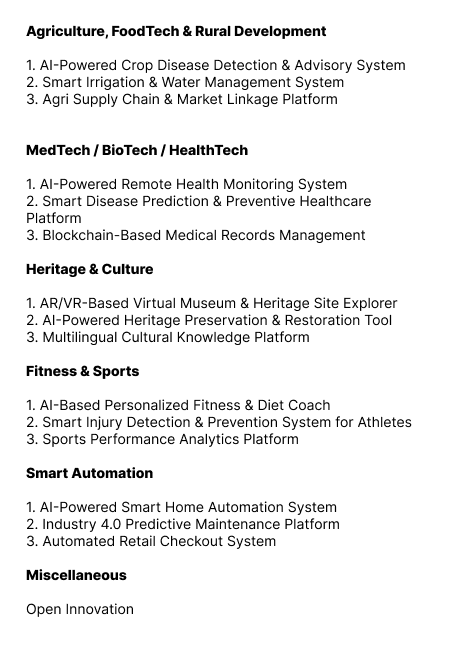 Agriculture, FoodTech & Rural Development
1. AI-Powered Crop Disease Detection & Advisory System
2. Smart Irrigation & Water Management System
3. Agri Supply Chain & Market Linkage Platform
MedTech / BioTech / HealthTech
1. AI-Powered Remote Health Monitoring System
2. Smart Disease Prediction & Preventive Healthcare
Platform
3. Blockchain-Based Medical Records Management
Heritage & Culture
1. AR/VR-Based Virtual Museum & Heritage Site Explorer
2. AI-Powered Heritage Preservation & Restoration Tool
3. Multilingual Cultural Knowledge Platform
Fitness & Sports
1. AI-Based Personalized Fitness & Diet Coach
2. Smart Injury Detection & Prevention System for Athletes
3. Sports Performance Analytics Platform
Smart Automation
1. AI-Powered Smart Home Automation System
2. Industry 4.0 Predictive Maintenance Platform
3. Automated Retail Checkout System
Miscellaneous
Open Innovation